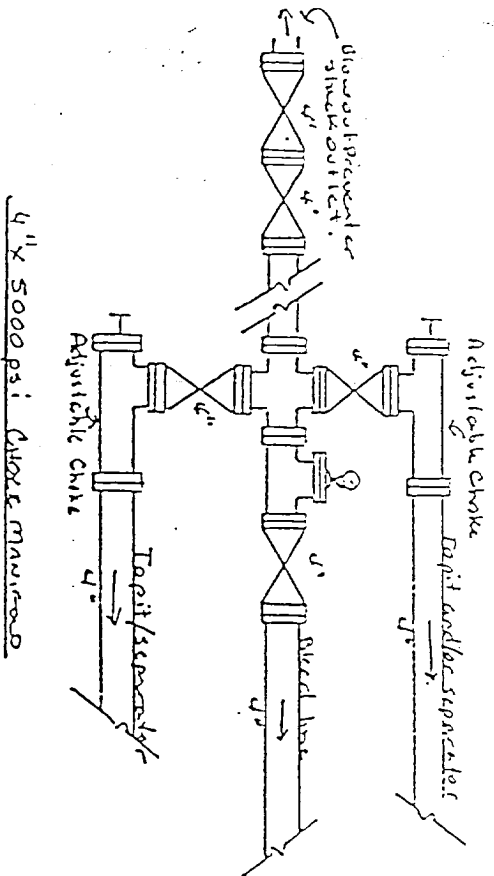 Blowout Preventer
stack outlet.
4"
4"
Adjustable Choke
4"
To pit and/or separator
4"
4"
Bleed line
4"
4"
Adjustable Choke
To pit/separator
4"
4" x 5000 psi CHOKE MANIFOLD